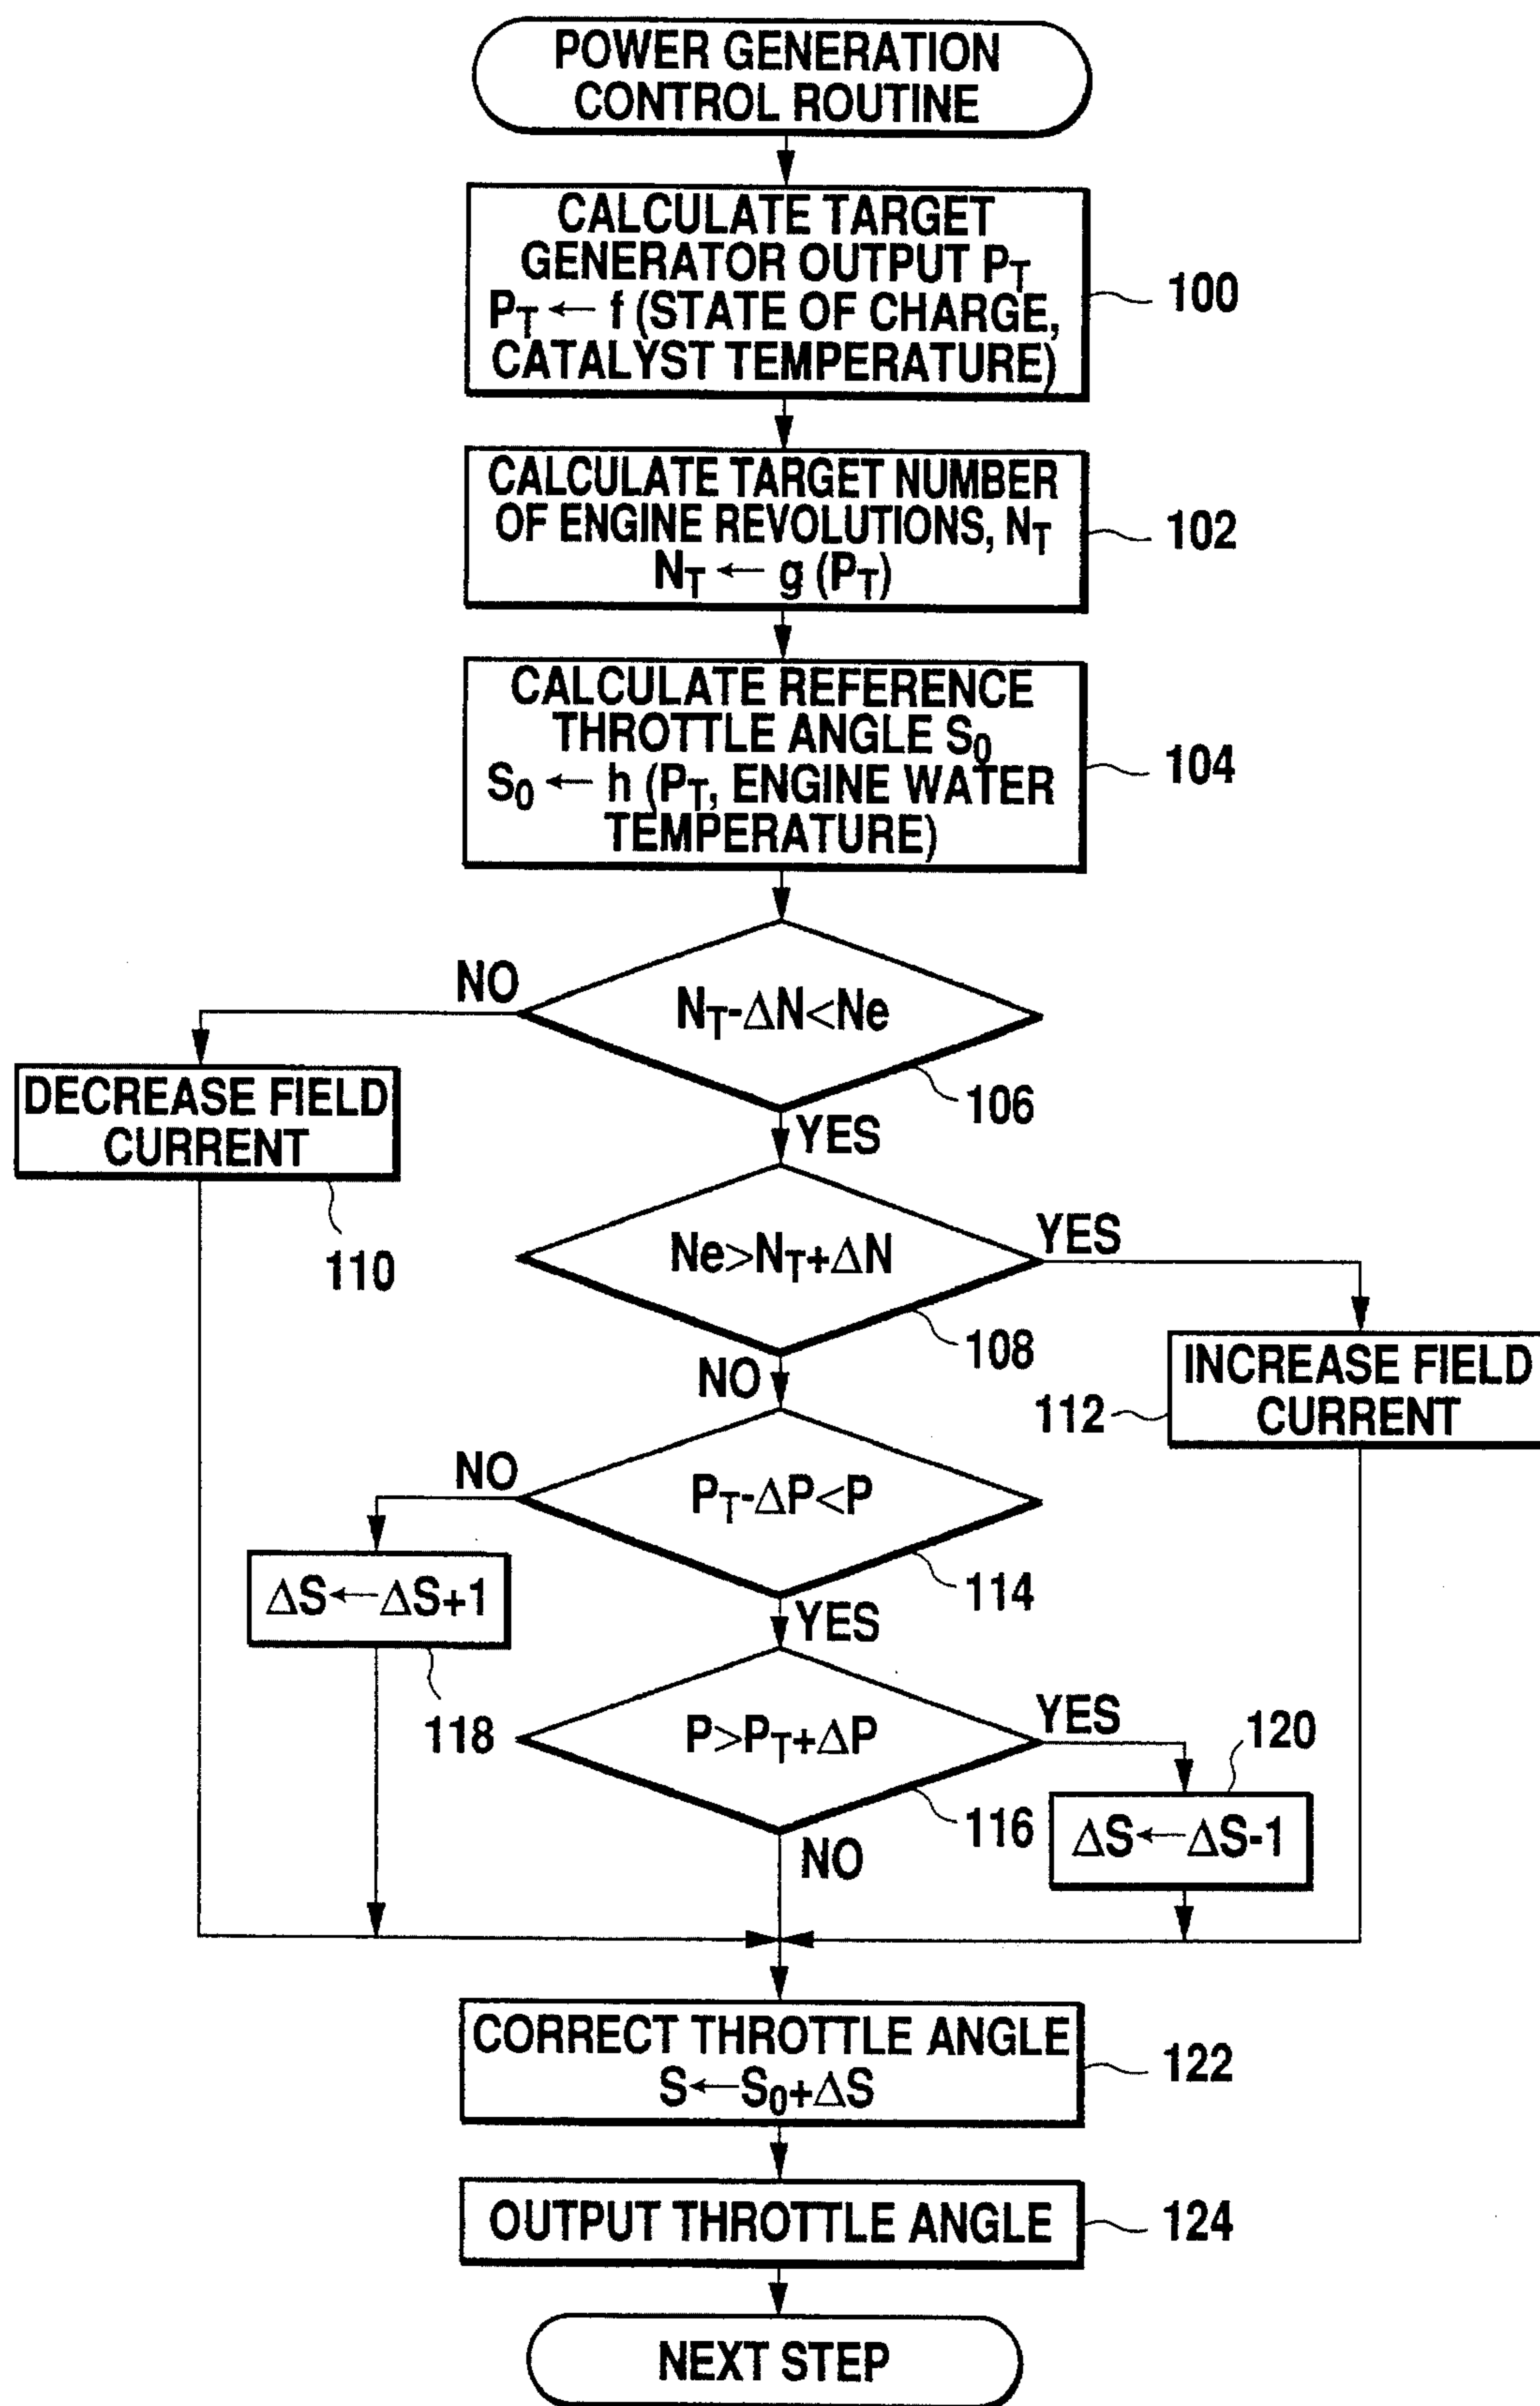 POWER GENERATION
CONTROL ROUTINE
CALCULATE TARGET
GENERATOR OUTPUT PT
PT ← f (STATE OF CHARGE,
CATALYST TEMPERATURE)
100
CALCULATE TARGET NUMBER
OF ENGINE REVOLUTIONS, NT
NT ← g (PT)
102
CALCULATE REFERENCE
THROTTLE ANGLE S0
S0 ← h (PT, ENGINE WATER
TEMPERATURE)
104
NO
NT-ΔN<Ne
106
YES
DECREASE FIELD
CURRENT
110
Ne>NT+ΔN
YES
108
NO
INCREASE FIELD
CURRENT
112
NO
PT-ΔP<P
114
YES
ΔS←ΔS+1
118
P>PT+ΔP
YES
116
NO
120
ΔS←ΔS-1
CORRECT THROTTLE ANGLE
S←S0+ΔS
122
OUTPUT THROTTLE ANGLE
124
NEXT STEP